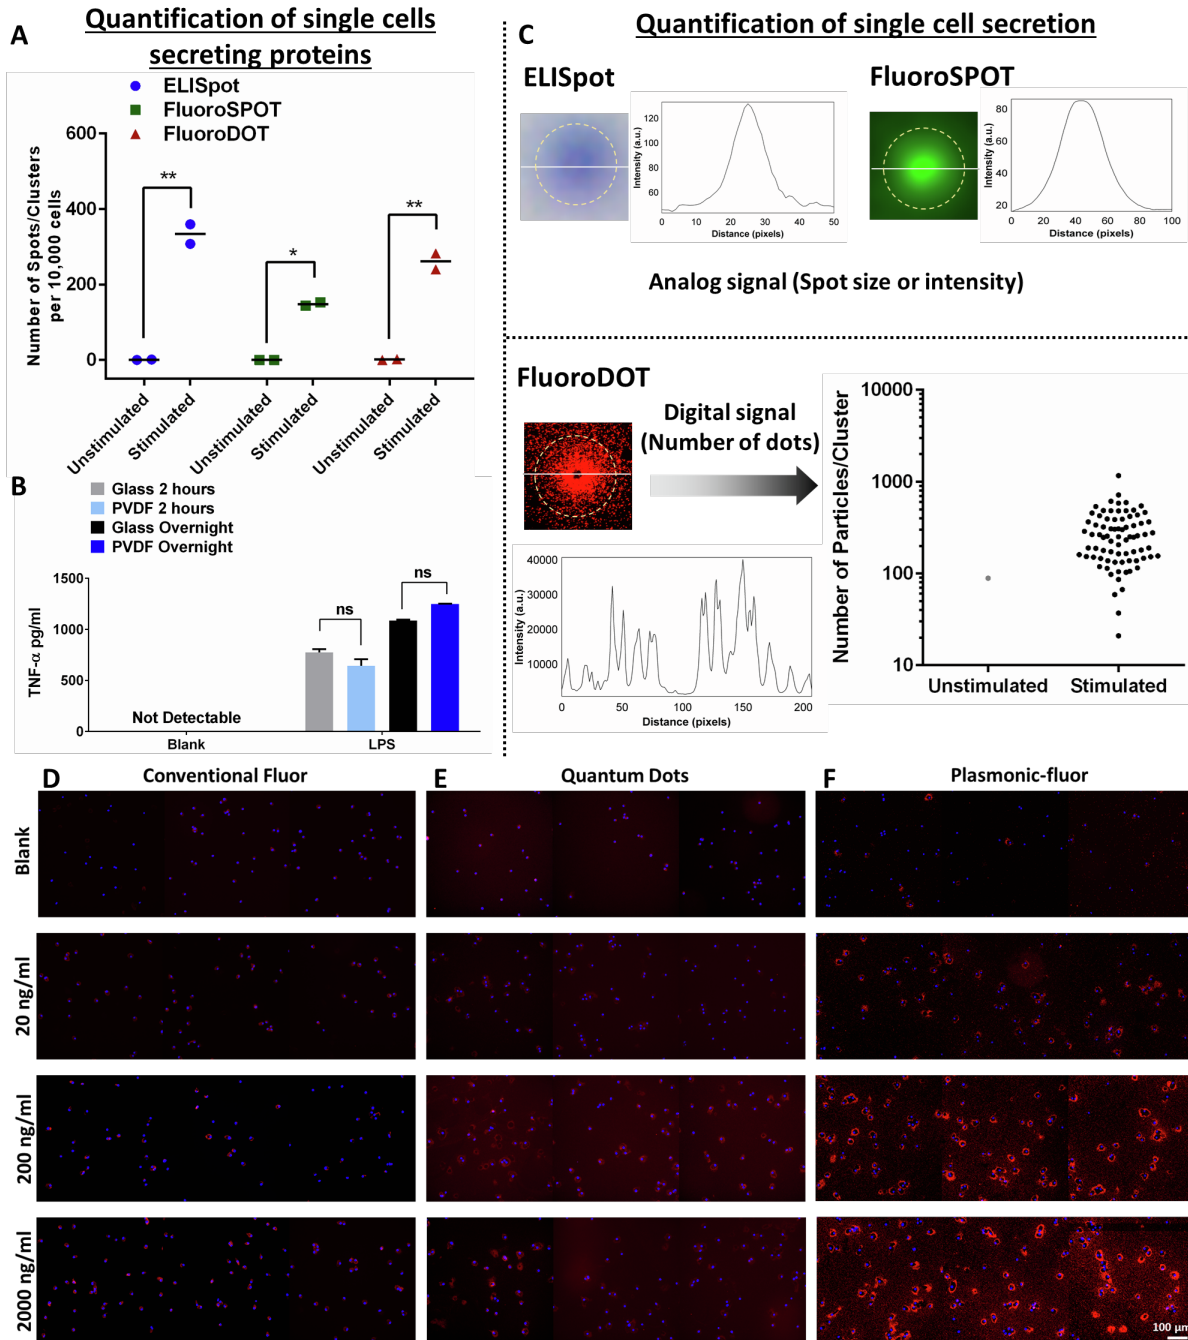 A
Quantification of single cells
secreting proteins
ELISpot
FluoroSPOT
FluoroDOT
Number of Spots/Clusters
per 10,000 cells
600
400
200
0
**
*
**
Unstimulated
Stimulated
Unstimulated
Stimulated
Unstimulated
Stimulated
B
Glass 2 hours
PVDF 2 hours
Glass Overnight
PVDF Overnight
TNF-α pg/ml
1500
1000
500
0
ns
ns
Not Detectable
Blank
LPS
C
Quantification of single cell secretion
ELISpot
Intensity (a.u.)
120
100
80
60
0 10 20 30 40 50
Distance (pixels)
FluoroSPOT
Intensity (a.u.)
80
60
40
20
0 20 40 60 80 100
Distance (pixels)
Analog signal (Spot size or intensity)
FluoroDOT
Digital signal
(Number of dots)
Intensity (a.u.)
40000
30000
20000
10000
0 50 100 150 200
Distance (pixels)
Number of Particles/Cluster
10000
1000
100
10
Unstimulated
Stimulated
D
Conventional Fluor
E
Quantum Dots
F
Plasmonic-fluor
Blank
20 ng/ml
200 ng/ml
2000 ng/ml
100 μm